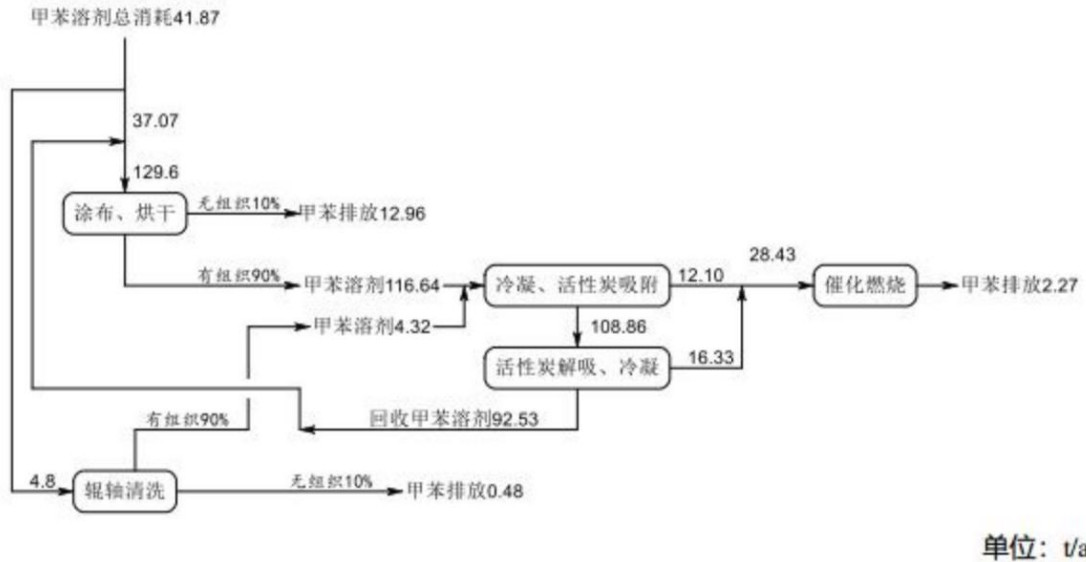 甲苯溶剂总消耗41.87
37.07
129.6
涂布、烘干
无组织10%
甲苯排放12.96
28.43
有组织90%
甲苯溶剂116.64
冷凝、活性炭吸附
12.10
催化燃烧
甲苯排放2.27
甲苯溶剂4.32
108.86
活性炭解吸、冷凝
16.33
有组织90%
回收甲苯溶剂92.53
4.8
辊轴清洗
无组织10%
甲苯排放0.48
单位：t/a